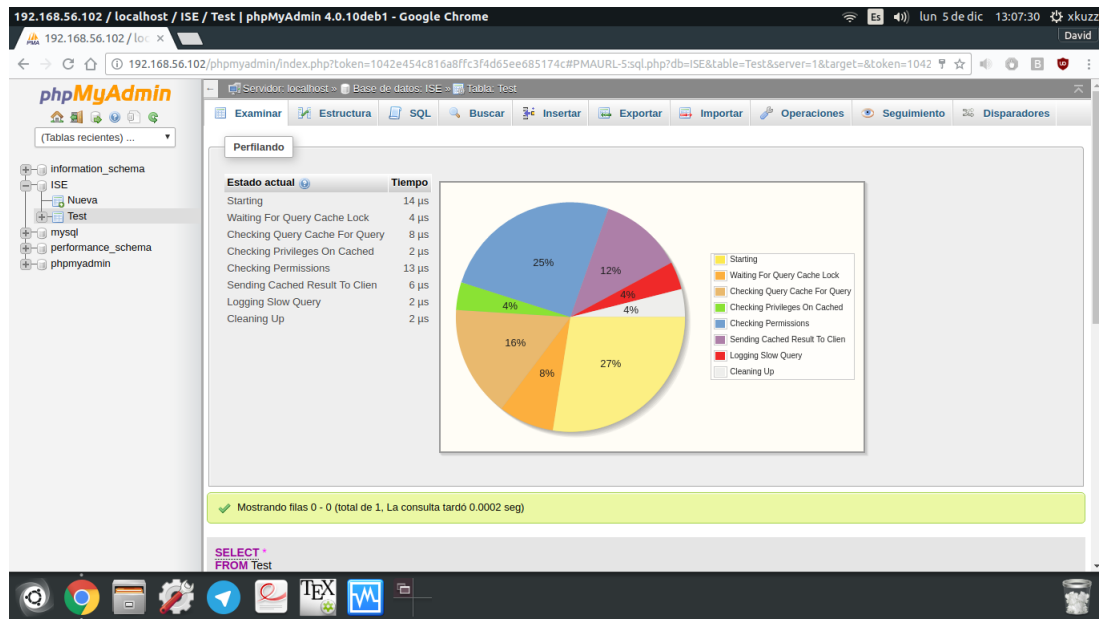 192.168.56.102 / localhost / ISE / Test | phpMyAdmin 4.0.10deb1 - Google Chrome
Es
lun 5 de dic 13:07:30
xkuzz
PMA
192.168.56.102 / loc
David
192.168.56.102/phpmyadmin/index.php?token=1042e454c816a8ffc3f4d65ee685174c#PMAURL-5:sql.php?db=ISE&table=Test&server=1&target=&token=1042
B
phpMyAdmin
(Tablas recientes) ...
information_schema
ISE
Nueva
Test
mysql
performance_schema
phpmyadmin
Servidor: localhost » Base de datos: ISE » Tabla: Test
Examinar
Estructura
SQL
Buscar
Insertar
Exportar
Importar
Operaciones
Seguimiento
Disparadores
Perfilando
Estado actual Tiempo
Starting 14 µs
Waiting For Query Cache Lock 4 µs
Checking Query Cache For Query 8 µs
Checking Privileges On Cached 2 µs
Checking Permissions 13 µs
Sending Cached Result To Clien 6 µs
Logging Slow Query 2 µs
Cleaning Up 2 µs
25%
12%
4%
4%
4%
16%
8%
27%
Starting
Waiting For Query Cache Lock
Checking Query Cache For Query
Checking Privileges On Cached
Checking Permissions
Sending Cached Result To Clien
Logging Slow Query
Cleaning Up
Mostrando filas 0 - 0 (total de 1, La consulta tardó 0.0002 seg)
SELECT *
FROM Test
TEX